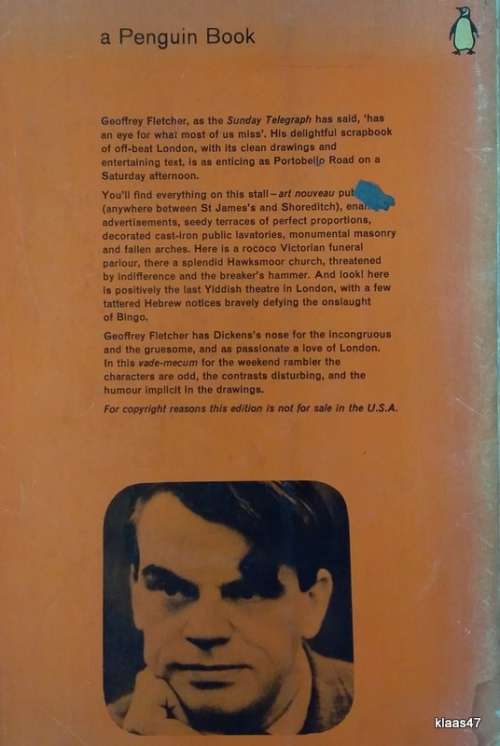 a Penguin Book
Geoffrey Fletcher, as the Sunday Telegraph has said, 'has
an eye for what most of us miss'. His delightful scrapbook
of off-beat London, with its clean drawings and
entertaining text, is as enticing as Portobello Road on a
Saturday afternoon.
You'll find everything on this stall – art nouveau
(anywhere between St James's and Shoreditch),
advertisements, seedy terraces of perfect proportions,
decorated cast-iron public lavatories, monumental masonry
and fallen arches. Here is a rococo Victorian funeral
parlour, there a splendid Hawksmoor church, threatened
by indifference and the breaker's hammer. And look! here
is positively the last Yiddish theatre in London, with a few
tattered Hebrew notices bravely defying the onslaught
of Bingo.
Geoffrey Fletcher has Dickens's nose for the incongruous
and the gruesome, and as passionate a love of London.
In this vade-mecum for the weekend rambler the
characters are odd, the contrasts disturbing, and the
humour implicit in the drawings.
For copyright reasons this edition is not for sale in the U.S.A.
klaas47